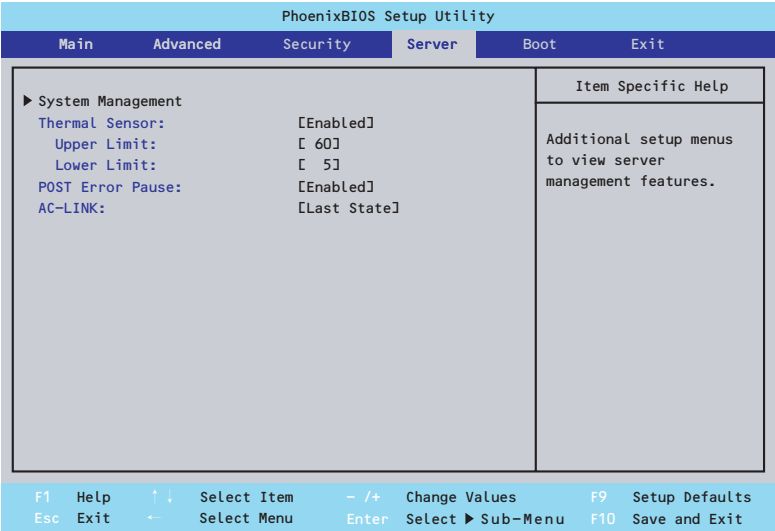 PhoenixBIOS Setup Utility
Main Advanced Security Server Boot Exit
▶ System Management
Thermal Sensor: [Enabled]
Upper Limit: [ 60]
Lower Limit: [ 5]
POST Error Pause: [Enabled]
AC-LINK: [Last State]
Item Specific Help
Additional setup menus
to view server
management features.
F1 Help ↑↓ Select Item -/+ Change Values F9 Setup Defaults
Esc Exit ← Select Menu Enter Select ▶ Sub-Menu F10 Save and Exit